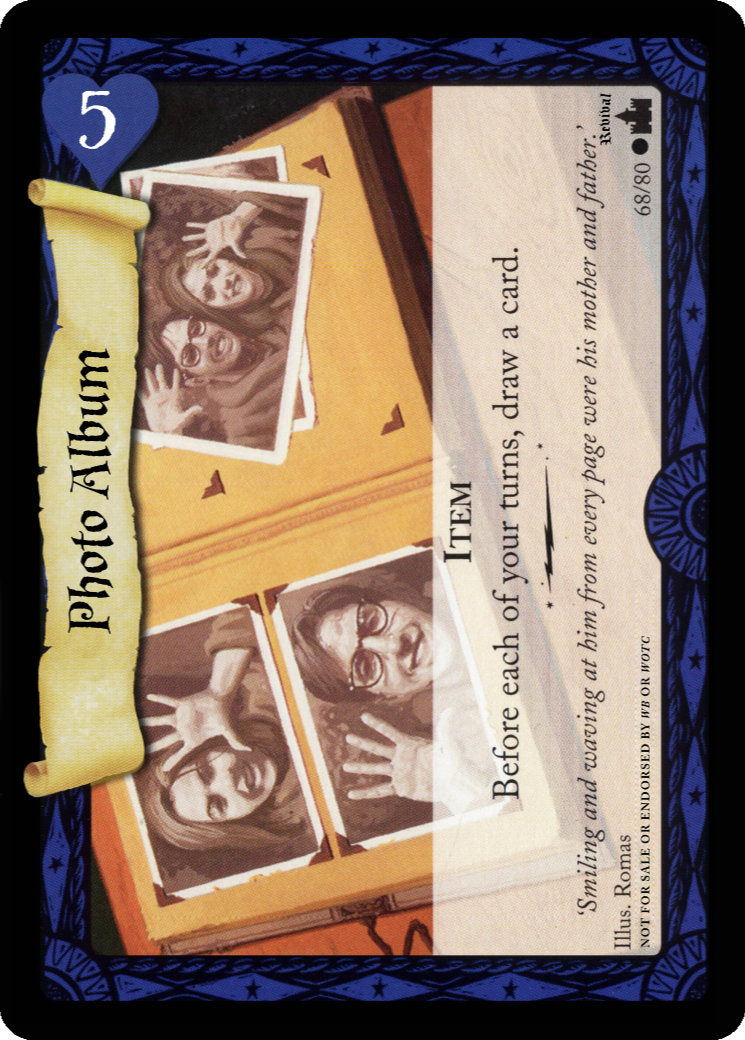 5
Photo Album
ITEM
Before each of your turns, draw a card.
‘Smiling and waving at him from every page were his mother and father.’
Illus. Romas
NOT FOR SALE OR ENDORSED BY WB OR WOTC
Revival
68/80